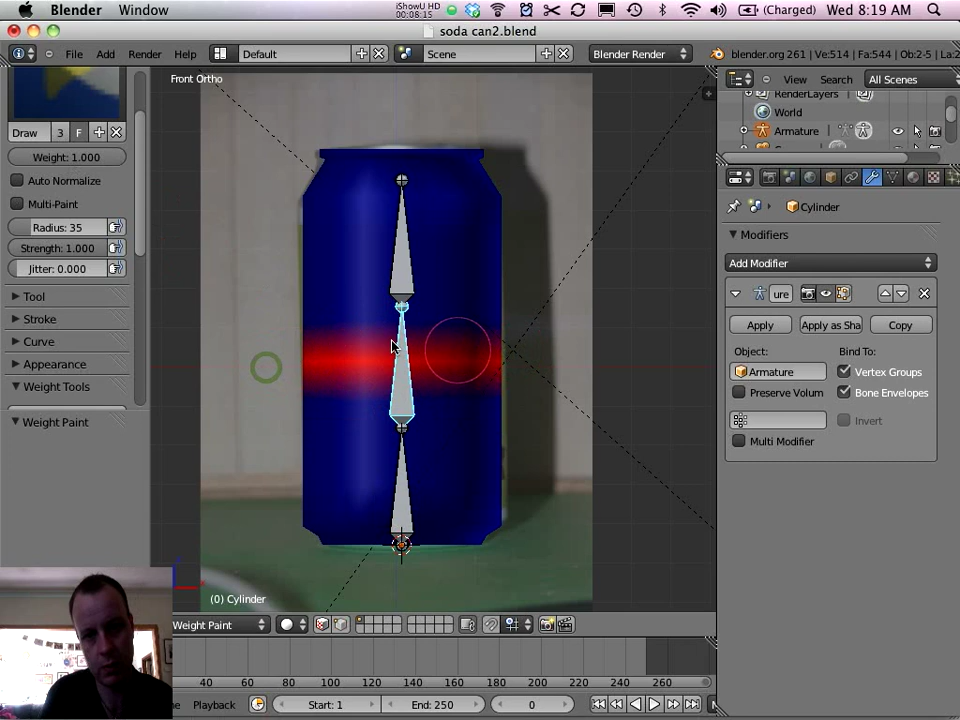 Blender Window
iShowU HD
00:08:15
(Charged) Wed 8:19 AM
soda can2.blend
File Add Render Help
Default
Scene
Blender Render
blender.org 261 | Ve:514 | Fa:544 | Ob:2-5 | La:2
Front Ortho
View Search All Scenes
RenderLayers
World
Armature
Draw 3 F
Weight: 1.000
Auto Normalize
Multi-Paint
Radius: 35
Strength: 1.000
Jitter: 0.000
Tool
Stroke
Curve
Appearance
Weight Tools
Weight Paint
Cylinder
Modifiers
Add Modifier
ure
Apply
Apply as Sha
Copy
Object:
Bind To:
Armature
Vertex Groups
Preserve Volum
Bone Envelopes
Invert
Multi Modifier
(0) Cylinder
Weight Paint
40 60 80 100 120 140 160 180 200 220 240 260
Playback
Start: 1
End: 250
0